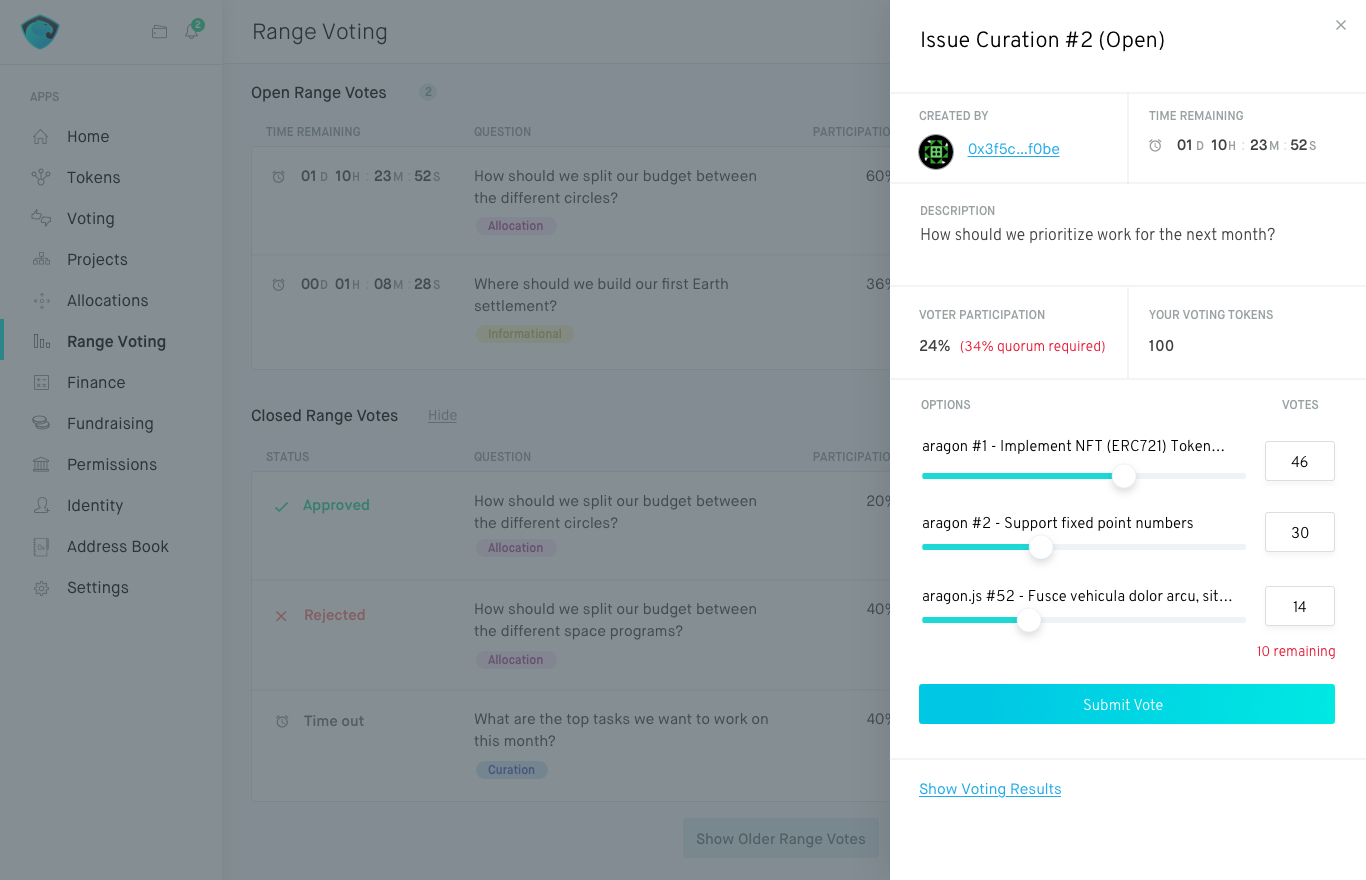 2
Range Voting
APPS
Home
Tokens
Voting
Projects
Allocations
Range Voting
Finance
Fundraising
Permissions
Identity
Address Book
Settings
Open Range Votes 2
TIME REMAINING QUESTION PARTICIPATIO
01 D 10 H : 23 M : 52 S How should we split our budget between 60%
the different circles?
Allocation
00 D 01 H : 08 M : 28 S Where should we build our first Earth 36%
settlement?
Informational
Closed Range Votes Hide
STATUS QUESTION PARTICIPATIO
Approved How should we split our budget between 20%
the different circles?
Allocation
Rejected How should we split our budget between 40%
the different space programs?
Allocation
Time out What are the top tasks we want to work on 40%
this month?
Curation
Show Older Range Votes
Issue Curation #2 (Open)
CREATED BY TIME REMAINING
0x3f5c...f0be 01 D 10 H : 23 M : 52 S
DESCRIPTION
How should we prioritize work for the next month?
VOTER PARTICIPATION YOUR VOTING TOKENS
24% (34% quorum required) 100
OPTIONS VOTES
aragon #1 - Implement NFT (ERC721) Token... 46
aragon #2 - Support fixed point numbers 30
aragon.js #52 - Fusce vehicula dolor arcu, sit... 14
10 remaining
Submit Vote
Show Voting Results